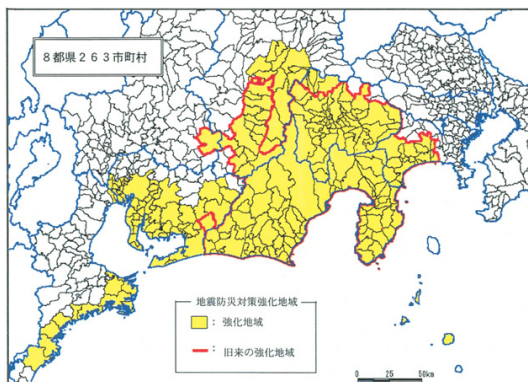 8都県263市町村
地震防災対策強化地域
: 強化地域
: 旧来の強化地域
0 25 50km